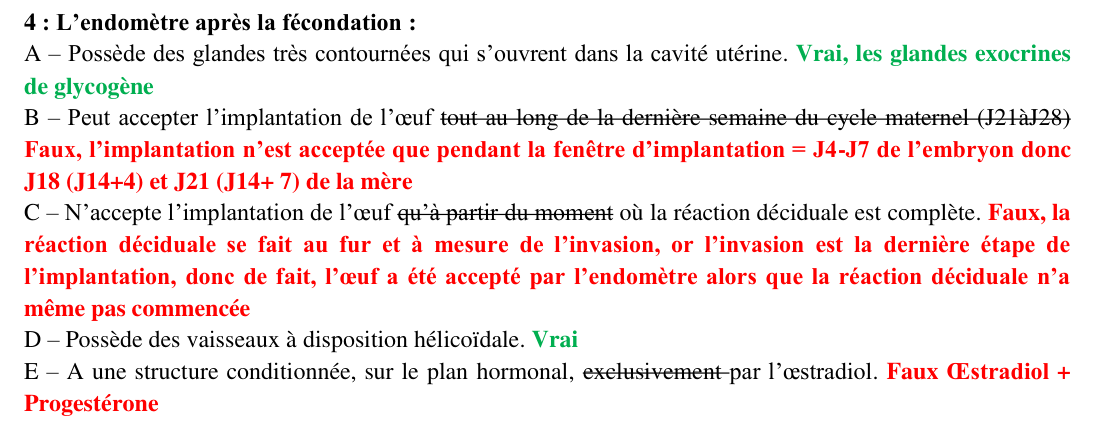 4 : L’endomètre après la fécondation :
A – Possède des glandes très contournées qui s’ouvrent dans la cavité utérine. Vrai, les glandes exocrines
de glycogène
B – Peut accepter l’implantation de l’œuf tout au long de la dernière semaine du cycle maternel (J21àJ28)
Faux, l’implantation n’est acceptée que pendant la fenêtre d’implantation = J4-J7 de l’embryon donc
J18 (J14+4) et J21 (J14+ 7) de la mère
C – N’accepte l’implantation de l’œuf qu’à partir du moment où la réaction déciduale est complète. Faux, la
réaction déciduale se fait au fur et à mesure de l’invasion, or l’invasion est la dernière étape de
l’implantation, donc de fait, l’œuf a été accepté par l’endomètre alors que la réaction déciduale n’a
même pas commencée
D – Possède des vaisseaux à disposition hélicoïdale. Vrai
E – A une structure conditionnée, sur le plan hormonal, exclusivement par l’œstradiol. Faux Œstradiol +
Progestérone